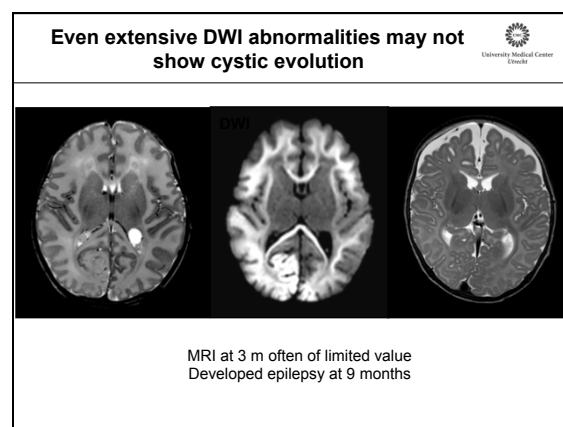 Even extensive DWI abnormalities may not
show cystic evolution
UMC
University Medical Center
Utrecht
DWI
MRI at 3 m often of limited value
Developed epilepsy at 9 months